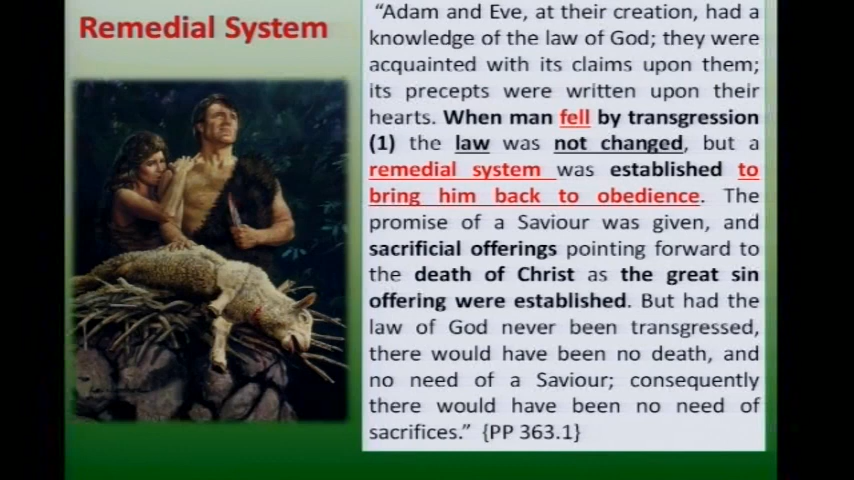 Remedial System
“Adam and Eve, at their creation, had a
knowledge of the law of God; they were
acquainted with its claims upon them;
its precepts were written upon their
hearts. When man fell by transgression
(1) the law was not changed, but a
remedial system was established to
bring him back to obedience. The
promise of a Saviour was given, and
sacrificial offerings pointing forward to
the death of Christ as the great sin
offering were established. But had the
law of God never been transgressed,
there would have been no death, and
no need of a Saviour; consequently
there would have been no need of
sacrifices.” {PP 363.1}